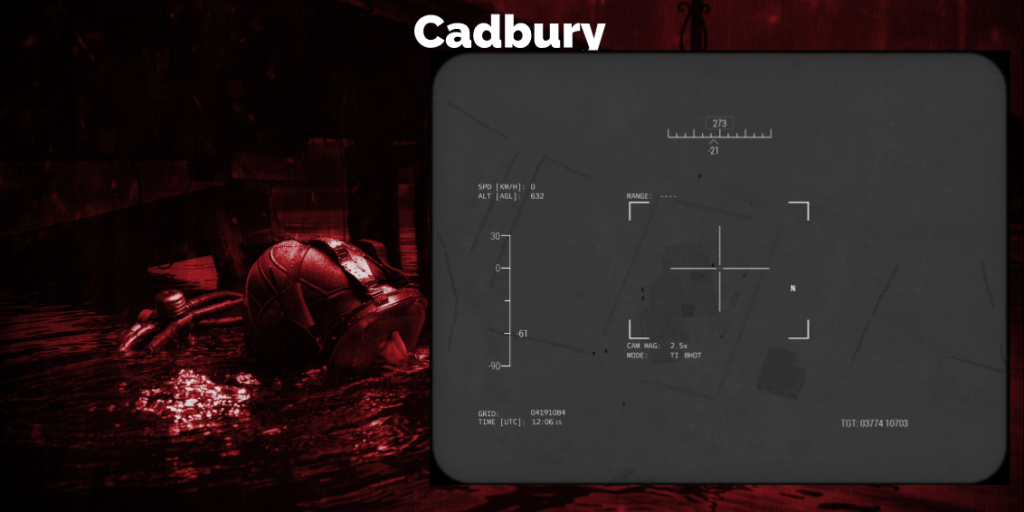 Cadbury
273
-21
SPD [KM/H]: 0
ALT [AGL]: 632
RANGE: ----
30
0
-61
-90
N
CAM MAG: 2.5x
MODE: TI BHOT
GRID: 04191084
TIME [UTC]: 12:06:15
TGT: 03774 10703